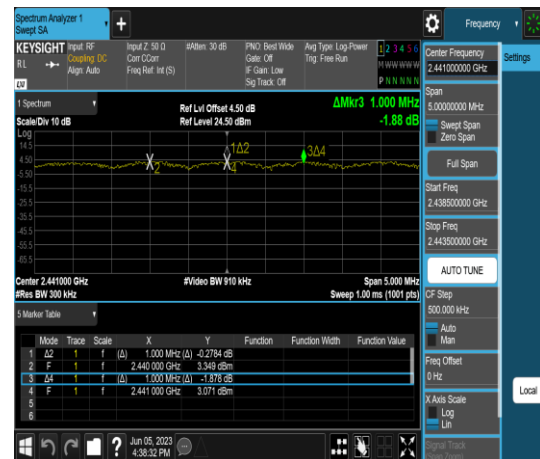 Spectrum Analyzer 1
Swept SA
Frequency
KEYSIGHT
Input: RF
Coupling: DC
Align: Auto
Input Z: 50 Ω
Corr CCorr
Freq Ref: Int (S)
#Atten: 30 dB
PNO: Best Wide
Gate: Off
IF Gain: Low
Sig Track: Off
Avg Type: Log-Power
Trig: Free Run
1 2 3 4 5 6
M W W W W W
P N N N N N
R L
LXI
1 Spectrum
Scale/Div 10 dB
Ref Lvl Offset 4.50 dB
Ref Level 24.50 dBm
ΔMkr3 1.000 MHz
-1.88 dB
Log
14.5
4.50
-5.50
-15.5
-25.5
-35.5
-45.5
-55.5
-65.5
2
1Δ2
4
3Δ4
Center 2.441000 GHz
#Res BW 300 kHz
#Video BW 910 kHz
Span 5.000 MHz
Sweep 1.00 ms (1001 pts)
5 Marker Table
Mode Trace Scale X Y Function Function Width Function Value
1 Δ2 1 f (Δ) 1.000 MHz (Δ) -0.2784 dB
2 F 1 f 2.440 000 GHz 3.349 dBm
3 Δ4 1 f (Δ) 1.000 MHz (Δ) -1.878 dB
4 F 1 f 2.441 000 GHz 3.071 dBm
5
6
Jun 05, 2023
4:38:32 PM
Center Frequency
2.441000000 GHz
Settings
Span
5.00000000 MHz
Swept Span
Zero Span
Full Span
Start Freq
2.438500000 GHz
Stop Freq
2.443500000 GHz
AUTO TUNE
CF Step
500.000 kHz
Auto
Man
Freq Offset
0 Hz
Local
X Axis Scale
Log
Lin
Signal Track
(Span Zoom)